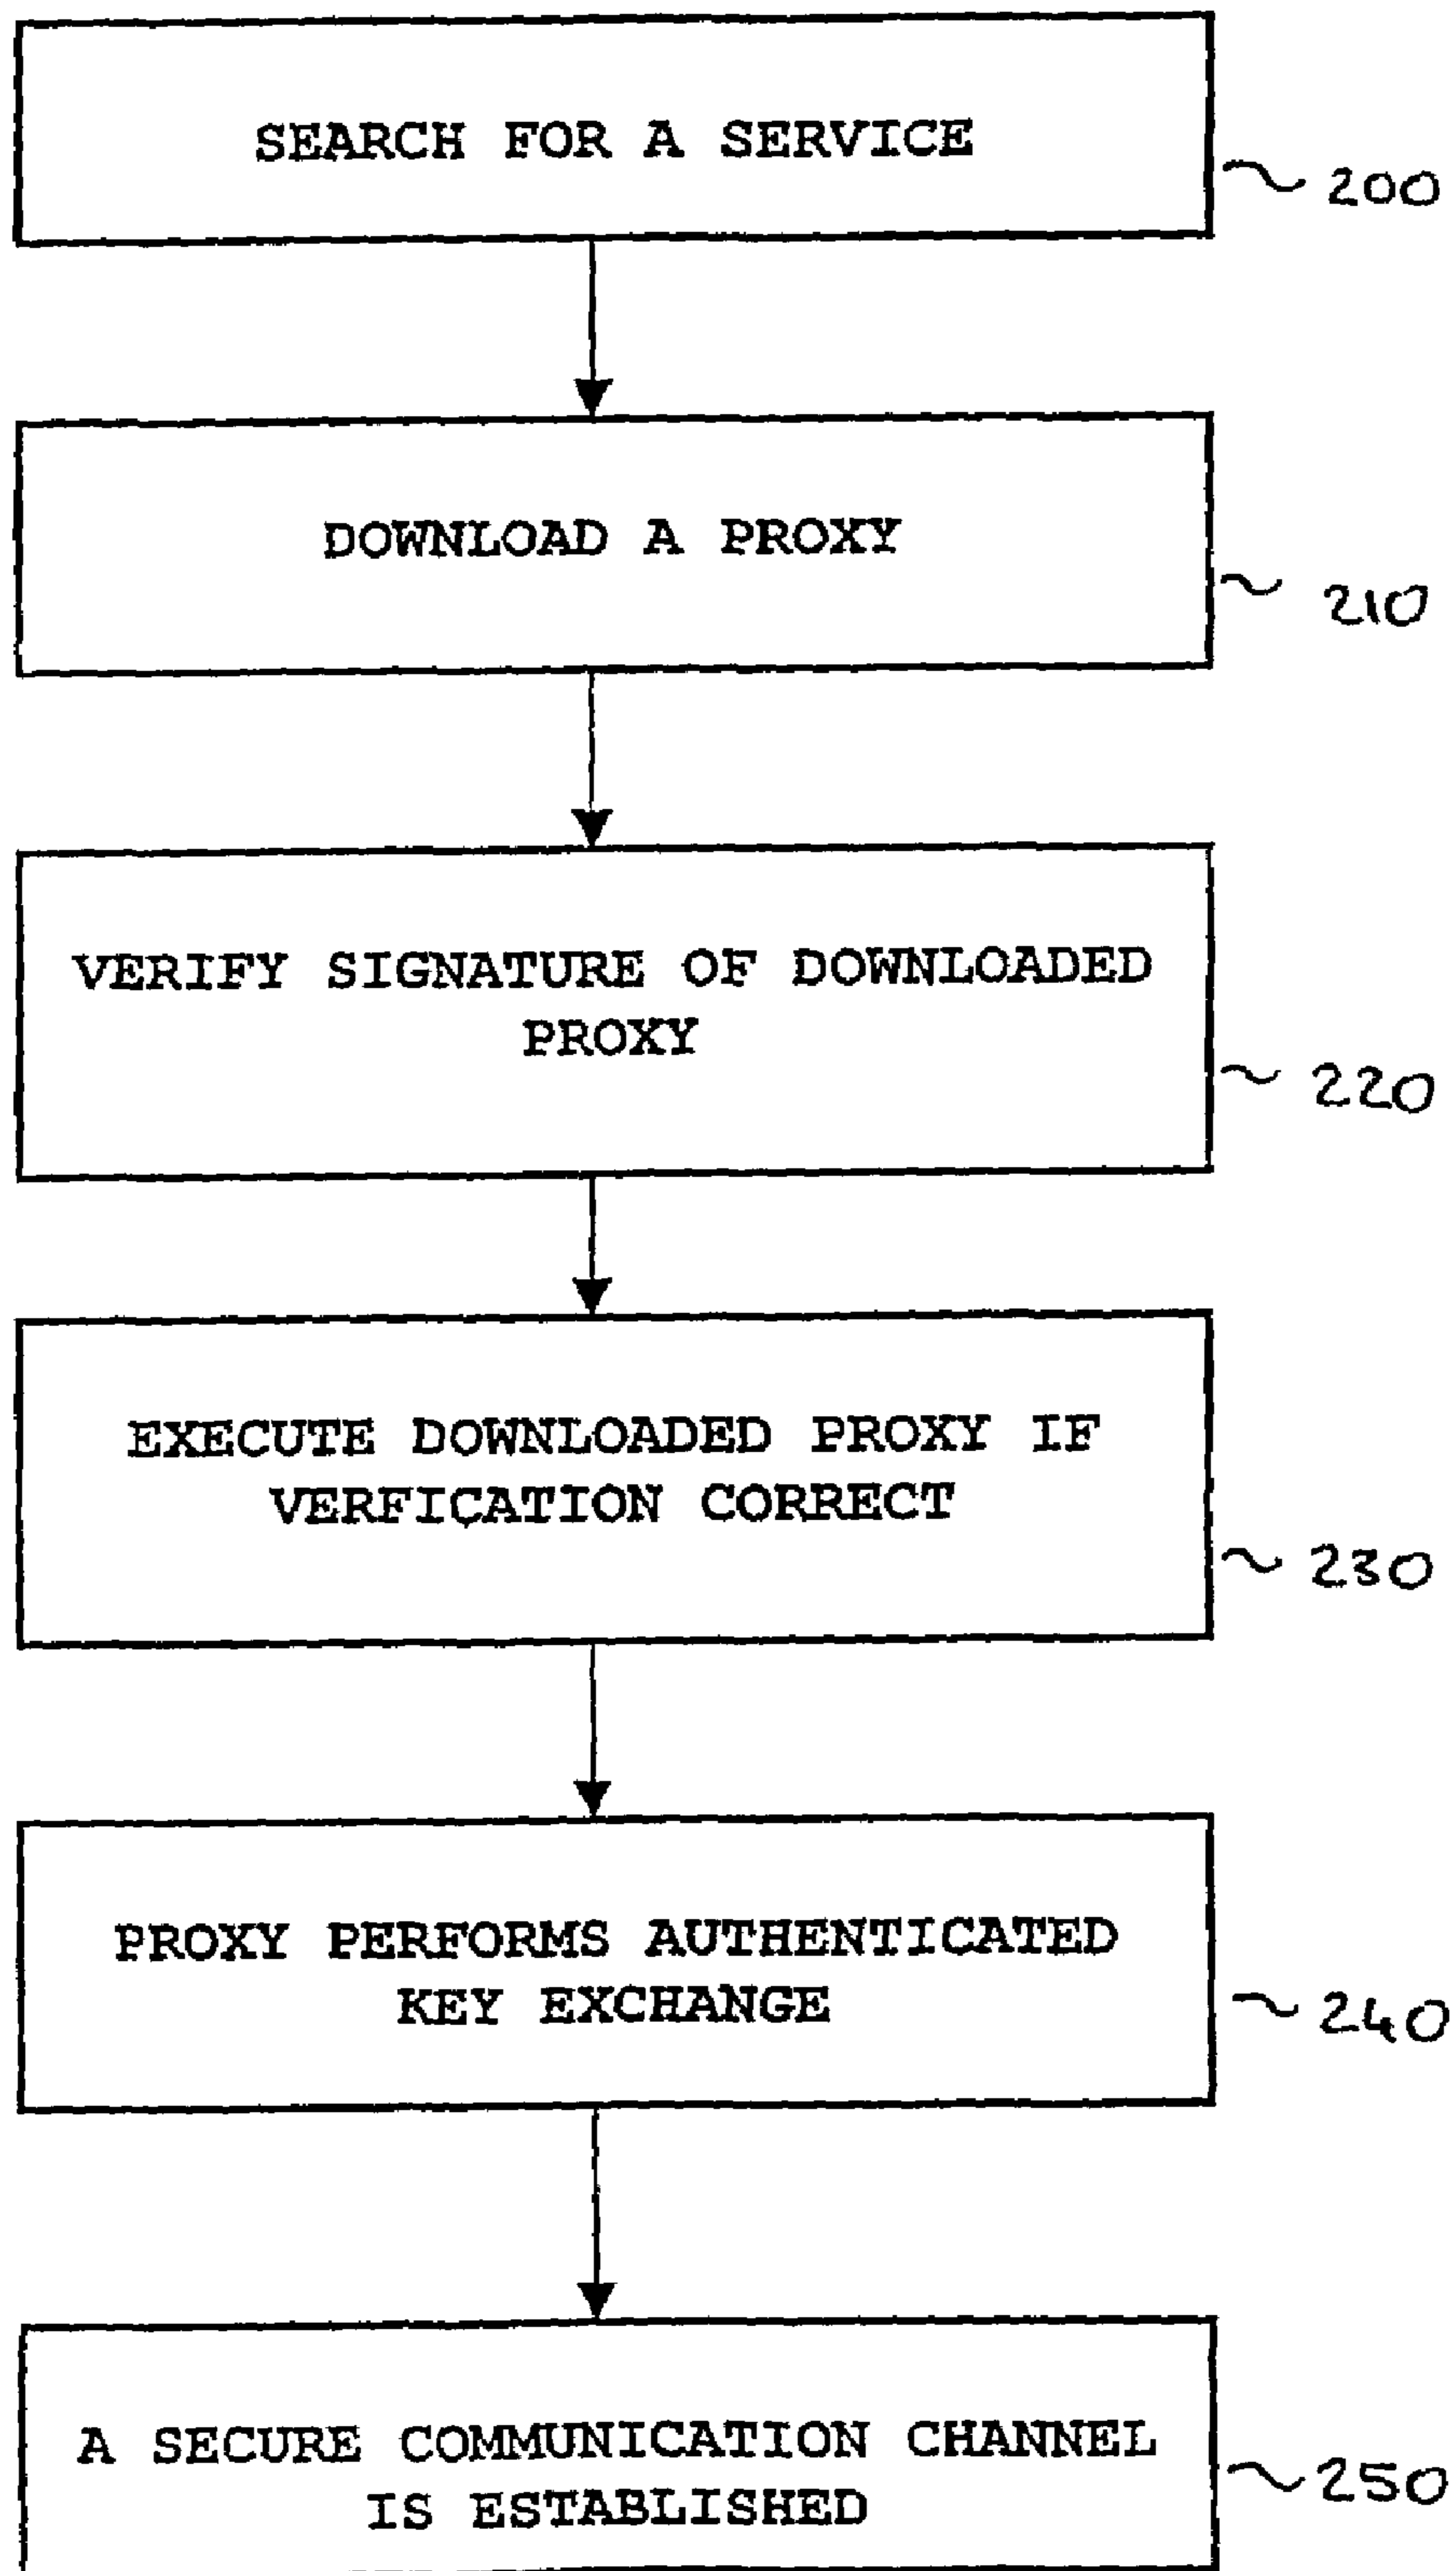 SEARCH FOR A SERVICE
~ 200
DOWNLOAD A PROXY
~ 210
VERIFY SIGNATURE OF DOWNLOADED
PROXY
~ 220
EXECUTE DOWNLOADED PROXY IF
VERFICATION CORRECT
~ 230
PROXY PERFORMS AUTHENTICATED
KEY EXCHANGE
~ 240
A SECURE COMMUNICATION CHANNEL
IS ESTABLISHED
~ 250